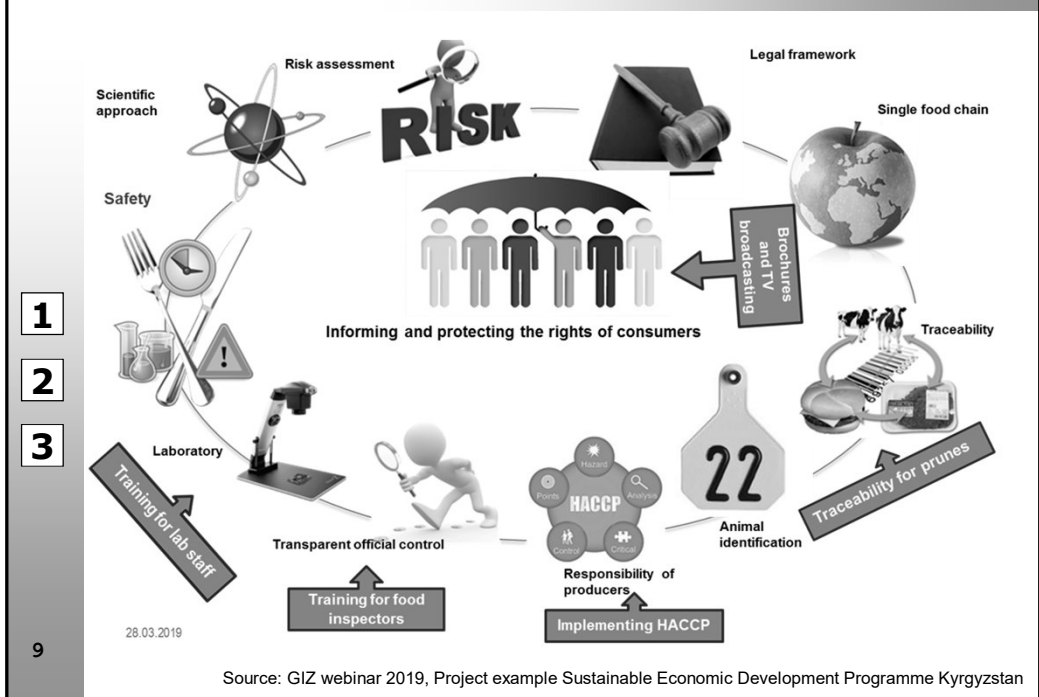 Risk assessment
Legal framework
Scientific
approach
RISK
Single food chain
Safety
Brochures
and TV
broadcasting
Informing and protecting the rights of consumers
Traceability
1
2
3
Laboratory
Training for lab staff
Transparent official control
Training for food
inspectors
Hazard
Points
HACCP
Analysis
Control
Critical
Responsibility of
producers
Implementing HACCP
22
Animal
identification
Traceability for prunes
28.03.2019
9
Source: GIZ webinar 2019, Project example Sustainable Economic Development Programme Kyrgyzstan